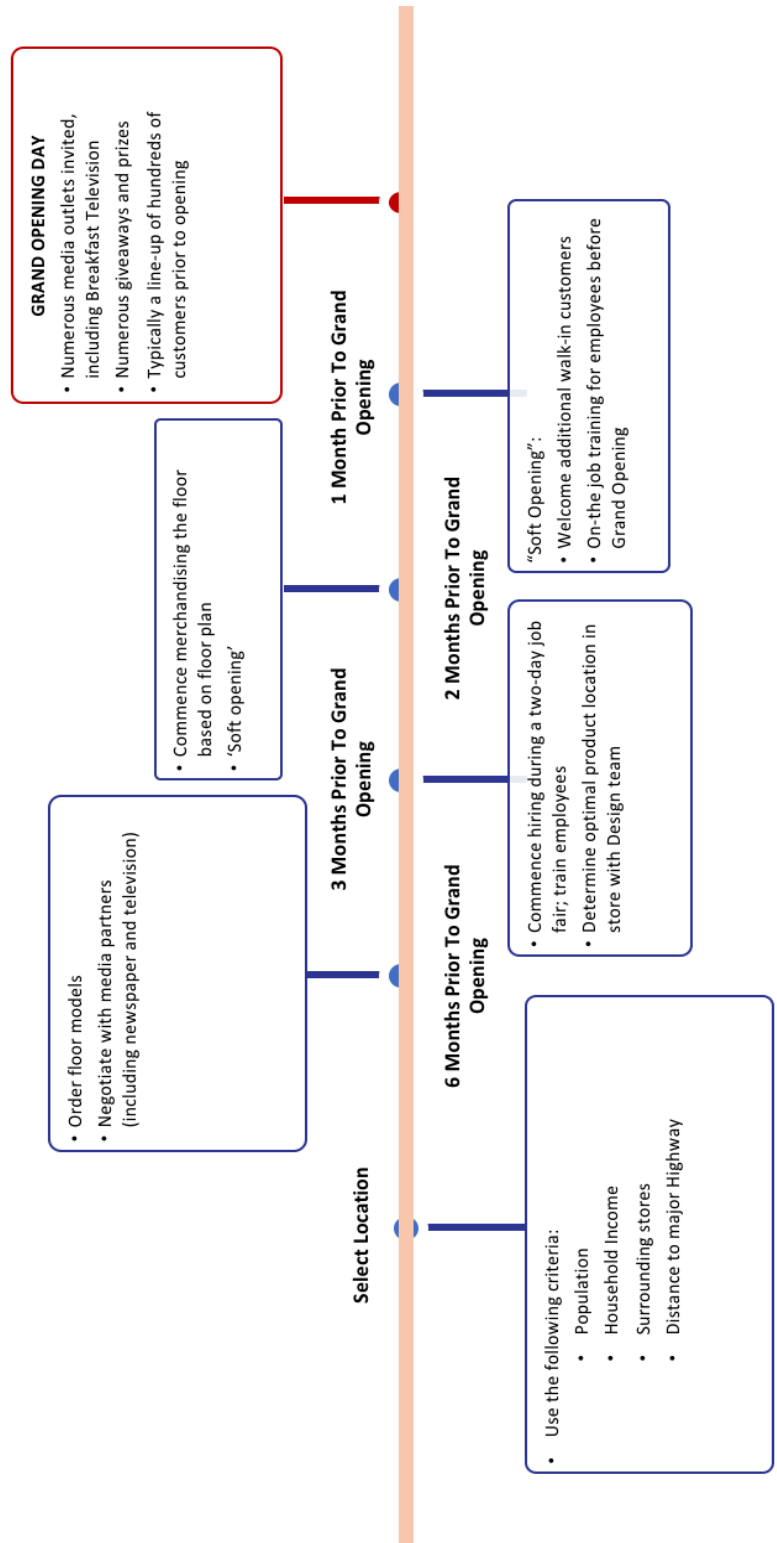 Select Location
• Use the following criteria:
• Population
• Household Income
• Surrounding stores
• Distance to major Highway
6 Months Prior To Grand
Opening
• Order floor models
• Negotiate with media partners
(including newspaper and television)
3 Months Prior To Grand
Opening
• Commence hiring during a two-day job
fair; train employees
• Determine optimal product location in
store with Design team
2 Months Prior To Grand
Opening
• Commence merchandising the floor
based on floor plan
• ‘Soft opening’
1 Month Prior To Grand
Opening
“Soft Opening”:
• Welcome additional walk-in customers
• On-the job training for employees before
Grand Opening
GRAND OPENING DAY
• Numerous media outlets invited,
including Breakfast Television
• Numerous giveaways and prizes
• Typically a line-up of hundreds of
customers prior to opening